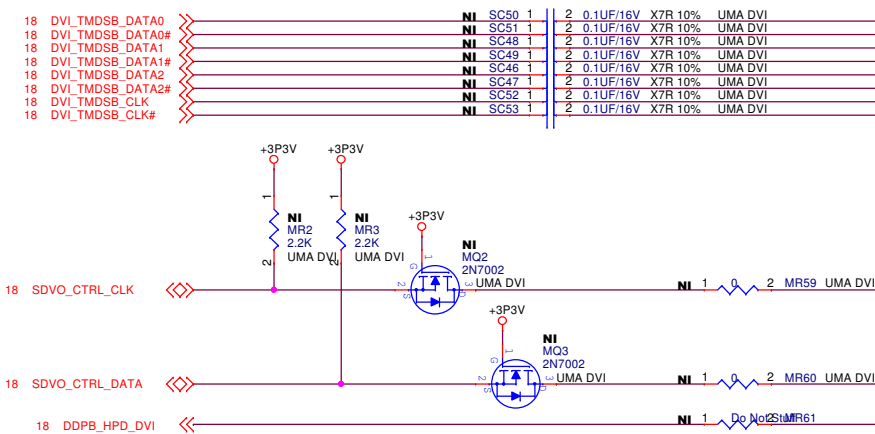 18 DVI_TMDSB_DATA0 NI SC50 1 2 0.1UF/16V X7R 10% UMA DVI
18 DVI_TMDSB_DATA0# NI SC51 1 2 0.1UF/16V X7R 10% UMA DVI
18 DVI_TMDSB_DATA1 NI SC48 1 2 0.1UF/16V X7R 10% UMA DVI
18 DVI_TMDSB_DATA1# NI SC49 1 2 0.1UF/16V X7R 10% UMA DVI
18 DVI_TMDSB_DATA2 NI SC46 1 2 0.1UF/16V X7R 10% UMA DVI
18 DVI_TMDSB_DATA2# NI SC47 1 2 0.1UF/16V X7R 10% UMA DVI
18 DVI_TMDSB_CLK NI SC52 1 2 0.1UF/16V X7R 10% UMA DVI
18 DVI_TMDSB_CLK# NI SC53 1 2 0.1UF/16V X7R 10% UMA DVI
+3P3V +3P3V
1 1
NI NI
MR2 MR3
2.2K 2.2K
2 UMA DVI 2 UMA DVI
+3P3V
1
G
NI
MQ2
2N7002
2 S 3 D UMA DVI
18 SDVO_CTRL_CLK NI 1 0 2 MR59 UMA DVI
+3P3V
1
G
NI
MQ3
2N7002
2 S 3 D UMA DVI
18 SDVO_CTRL_DATA NI 1 0 2 MR60 UMA DVI
18 DDPB_HPD_DVI NI 1 Do Not Stuff 2 MR61